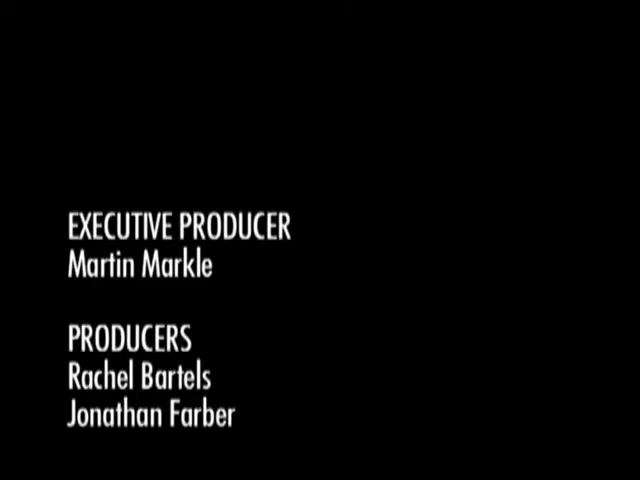 EXECUTIVE PRODUCER
Martin Markle
PRODUCERS
Rachel Bartels
Jonathan Farber